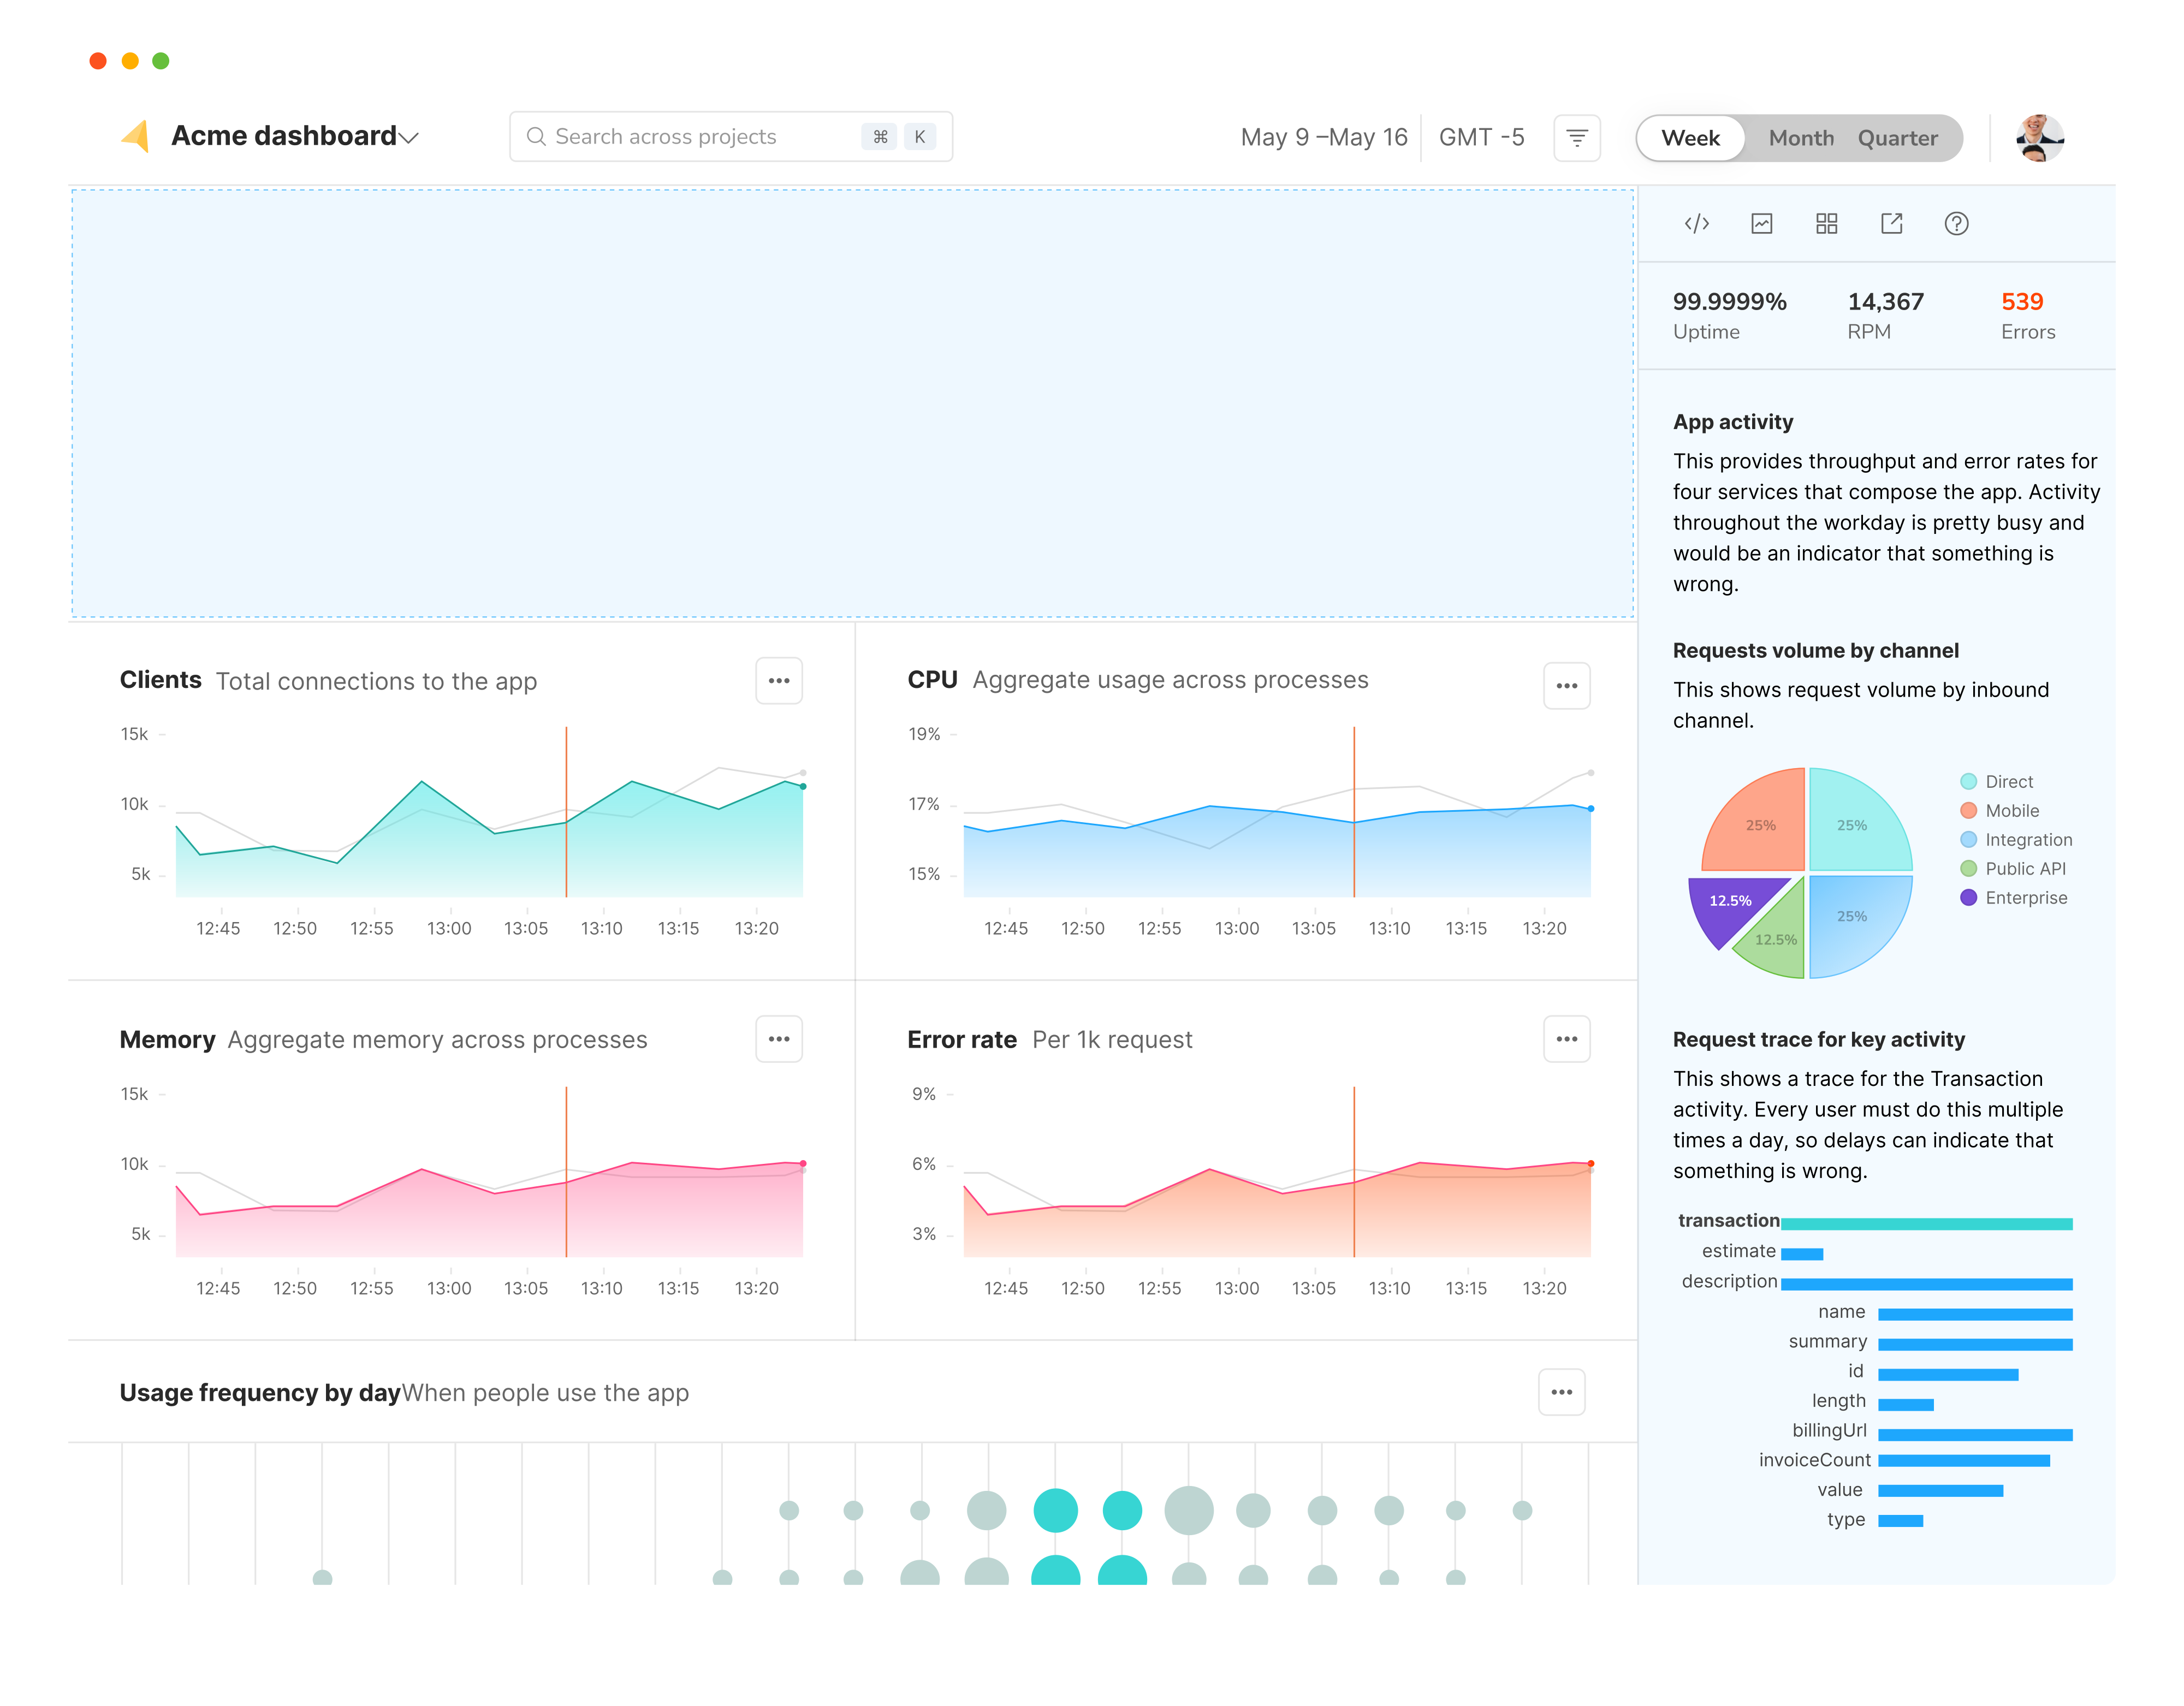 Acme dashboard
Search across projects ⌘ K
May 9 –May 16 GMT -5
Week Month Quarter
99.9999% 14,367 539
Uptime RPM Errors
App activity
This provides throughput and error rates for
four services that compose the app. Activity
throughout the workday is pretty busy and
would be an indicator that something is
wrong.
Requests volume by channel
This shows request volume by inbound
channel.
25% 25%
12.5% 25%
12.5%
Direct
Mobile
Integration
Public API
Enterprise
Request trace for key activity
This shows a trace for the Transaction
activity. Every user must do this multiple
times a day, so delays can indicate that
something is wrong.
transaction
estimate
description
name
summary
id
length
billingUrl
invoiceCount
value
type
Clients Total connections to the app
15k
10k
5k
12:45 12:50 12:55 13:00 13:05 13:10 13:15 13:20
CPU Aggregate usage across processes
19%
17%
15%
12:45 12:50 12:55 13:00 13:05 13:10 13:15 13:20
Memory Aggregate memory across processes
15k
10k
5k
12:45 12:50 12:55 13:00 13:05 13:10 13:15 13:20
Error rate Per 1k request
9%
6%
3%
12:45 12:50 12:55 13:00 13:05 13:10 13:15 13:20
Usage frequency by day When people use the app